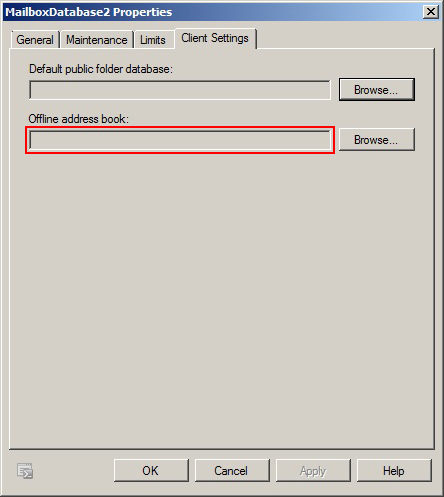 MailboxDatabase2 Properties
General Maintenance Limits Client Settings
Default public folder database:
Browse...
Offline address book:
Browse...
OK Cancel Apply Help